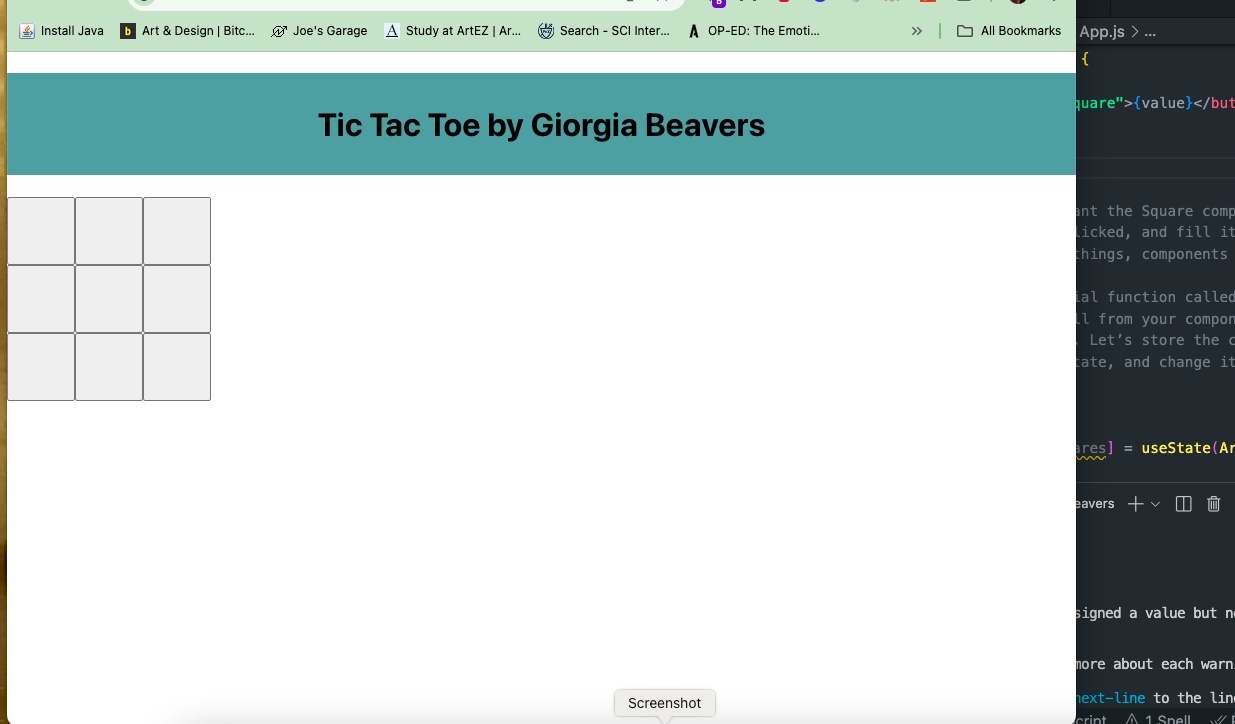 Install Java
b Art & Design | Bitc...
Joe's Garage
A Study at ArtEZ | Ar...
Search - SCI Inter...
A OP-ED: The Emoti...
»
All Bookmarks
Tic Tac Toe by Giorgia Beavers
App.js > ...
{
quare">{value}</but
ant the Square comp
licked, and fill it
things, components
ial function called
ll from your compon
. Let’s store the c
tate, and change it
ares] = useState(Ar
eavers
signed a value but n
more about each warn
next-line to the lin
cript
1 Spell
Screenshot